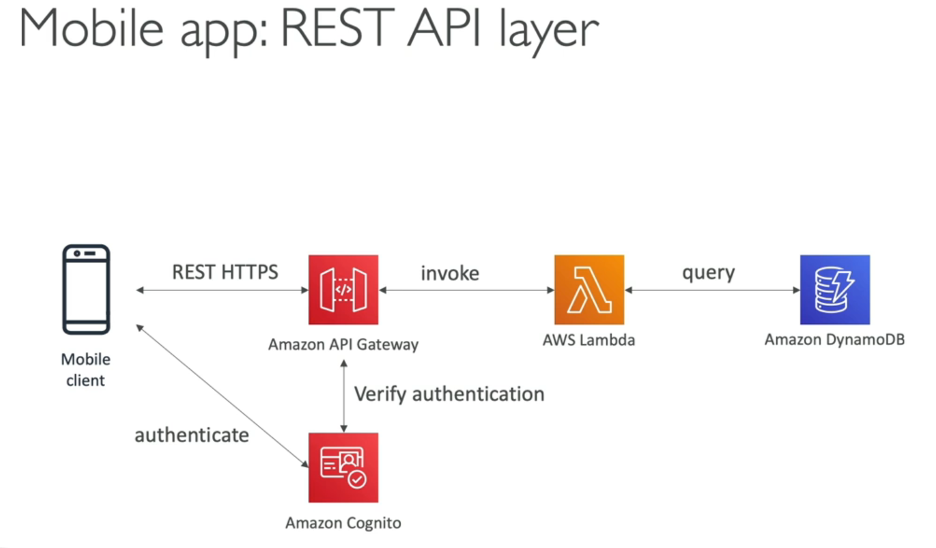 Mobile app: REST API layer
REST HTTPS
invoke
query
Amazon API Gateway
AWS Lambda
Amazon DynamoDB
Mobile
client
Verify authentication
authenticate
Amazon Cognito